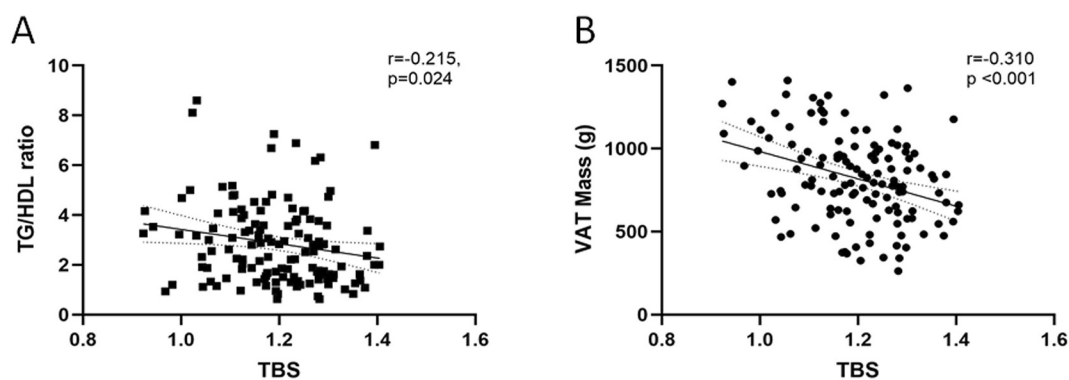 A
r=-0.215,
p=0.024
10
8
6
4
2
0
TG/HDL ratio
0.8 1.0 1.2 1.4 1.6
TBS
B
r=-0.310
p <0.001
1500
1000
500
0
VAT Mass (g)
0.8 1.0 1.2 1.4 1.6
TBS